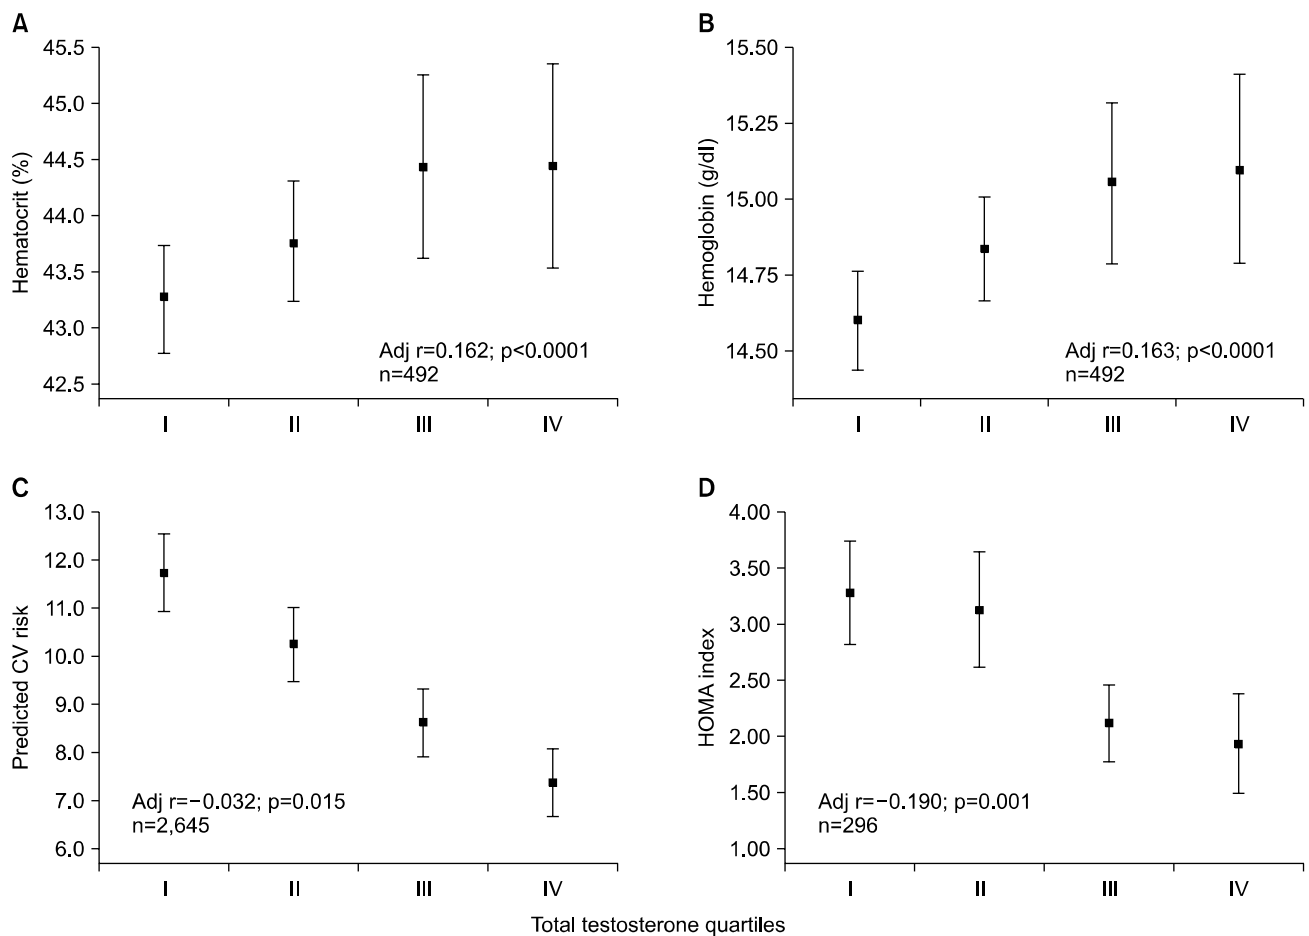 A
45.5
45.0
44.5
44.0
43.5
43.0
42.5
Hematocrit (%)
Adj r=0.162; p<0.0001
n=492
I II III IV
B
15.50
15.25
15.00
14.75
14.50
Hemoglobin (g/dl)
Adj r=0.163; p<0.0001
n=492
I II III IV
C
13.0
12.0
11.0
10.0
9.0
8.0
7.0
6.0
Predicted CV risk
Adj r=−0.032; p=0.015
n=2,645
I II III IV
D
4.00
3.50
3.00
2.50
2.00
1.50
1.00
HOMA index
Adj r=−0.190; p=0.001
n=296
I II III IV
Total testosterone quartiles